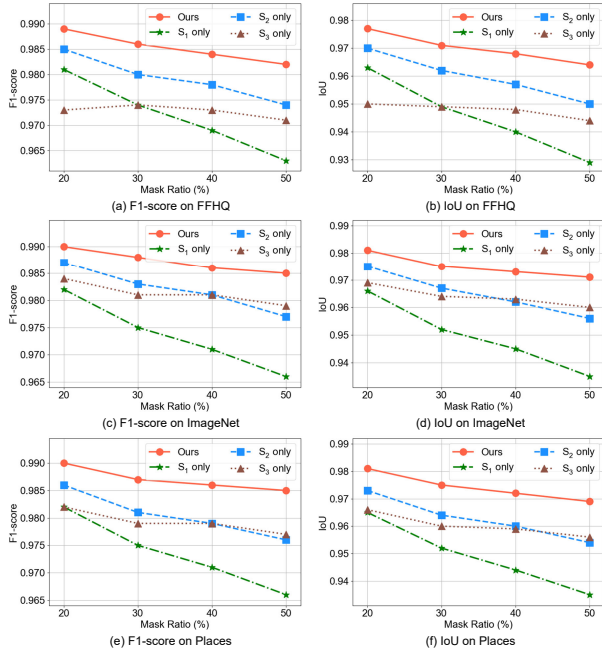 Ours
S₁ only
S₂ only
S₃ only
0.990
0.985
0.980
0.975
0.970
0.965
F1-score
20 30 40 50
Mask Ratio (%)
(a) F1-score on FFHQ
Ours
S₁ only
S₂ only
S₃ only
0.98
0.97
0.96
0.95
0.94
0.93
IoU
20 30 40 50
Mask Ratio (%)
(b) IoU on FFHQ
Ours
S₁ only
S₂ only
S₃ only
0.990
0.985
0.980
0.975
0.970
0.965
F1-score
20 30 40 50
Mask Ratio (%)
(c) F1-score on ImageNet
Ours
S₁ only
S₂ only
S₃ only
0.99
0.98
0.97
0.96
0.95
0.94
IoU
20 30 40 50
Mask Ratio (%)
(d) IoU on ImageNet
Ours
S₁ only
S₂ only
S₃ only
0.990
0.985
0.980
0.975
0.970
0.965
F1-score
20 30 40 50
Mask Ratio (%)
(e) F1-score on Places
Ours
S₁ only
S₂ only
S₃ only
0.99
0.98
0.97
0.96
0.95
0.94
IoU
20 30 40 50
Mask Ratio (%)
(f) IoU on Places